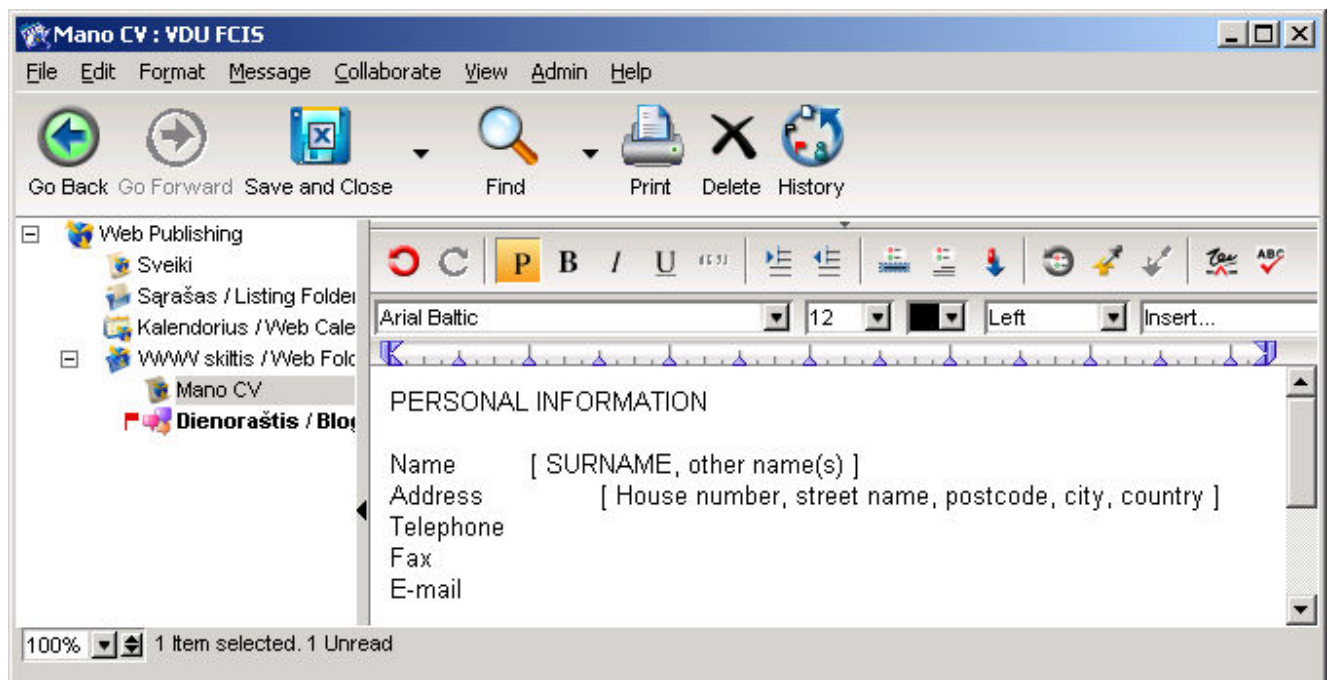 Mano CV : VDU FCIS
File Edit Format Message Collaborate View Admin Help
Go Back Go Forward Save and Close Find Print Delete History
Web Publishing
Sveiki
Sąrašas / Listing Folder
Kalendorius / Web Cale
WWW skiltis / Web Fold
Mano CV
Dienoraštis / Blog
P B I U
ABC
Arial Baltic 12 Left Insert...
PERSONAL INFORMATION
Name [ SURNAME, other name(s) ]
Address [ House number, street name, postcode, city, country ]
Telephone
Fax
E-mail
100% 1 Item selected. 1 Unread